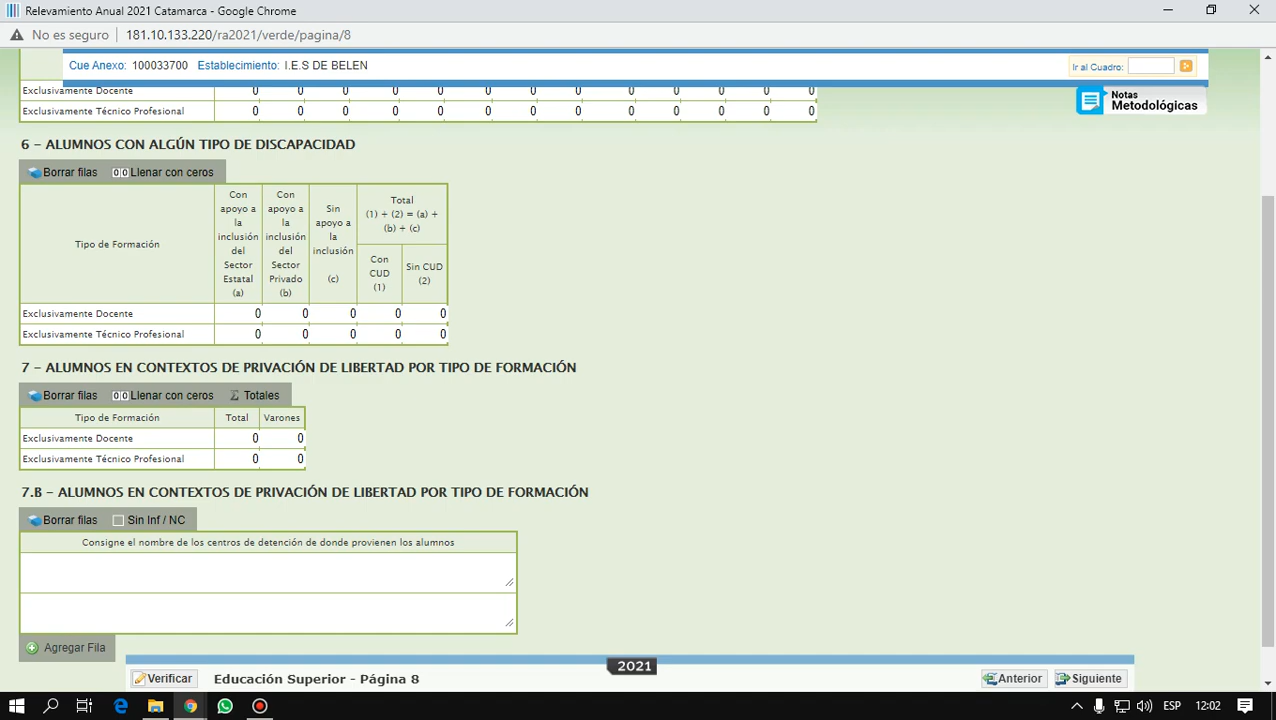 Relevamiento Anual 2021 Catamarca - Google Chrome
No es seguro 181.10.133.220/ra2021/verde/pagina/8
Cue Anexo: 100033700 Establecimiento: I.E.S DE BELEN Ir al Cuadro:
Exclusivamente Docente 0 0 0 0 0 0 0 0 0 0 0 0 0
Exclusivamente Técnico Profesional 0 0 0 0 0 0 0 0 0 0 0 0 0
Notas
Metodológicas
6 - ALUMNOS CON ALGÚN TIPO DE DISCAPACIDAD
Borrar filas 00 Llenar con ceros
Tipo de Formación
Con
apoyo a
la
inclusión
del
Sector
Estatal
(a)
Con
apoyo a
la
inclusión
del
Sector
Privado
(b)
Sin
apoyo a
la
inclusión
(c)
Total
(1) + (2) = (a) +
(b) + (c)
Con
CUD
(1)
Sin CUD
(2)
Exclusivamente Docente 0 0 0 0 0
Exclusivamente Técnico Profesional 0 0 0 0 0
7 - ALUMNOS EN CONTEXTOS DE PRIVACIÓN DE LIBERTAD POR TIPO DE FORMACIÓN
Borrar filas 00 Llenar con ceros Σ Totales
Tipo de Formación Total Varones
Exclusivamente Docente 0 0
Exclusivamente Técnico Profesional 0 0
7.B - ALUMNOS EN CONTEXTOS DE PRIVACIÓN DE LIBERTAD POR TIPO DE FORMACIÓN
Borrar filas Sin Inf / NC
Consigne el nombre de los centros de detención de donde provienen los alumnos
Agregar Fila
2021
Verificar Educación Superior - Página 8 Anterior Siguiente
ESP 12:02